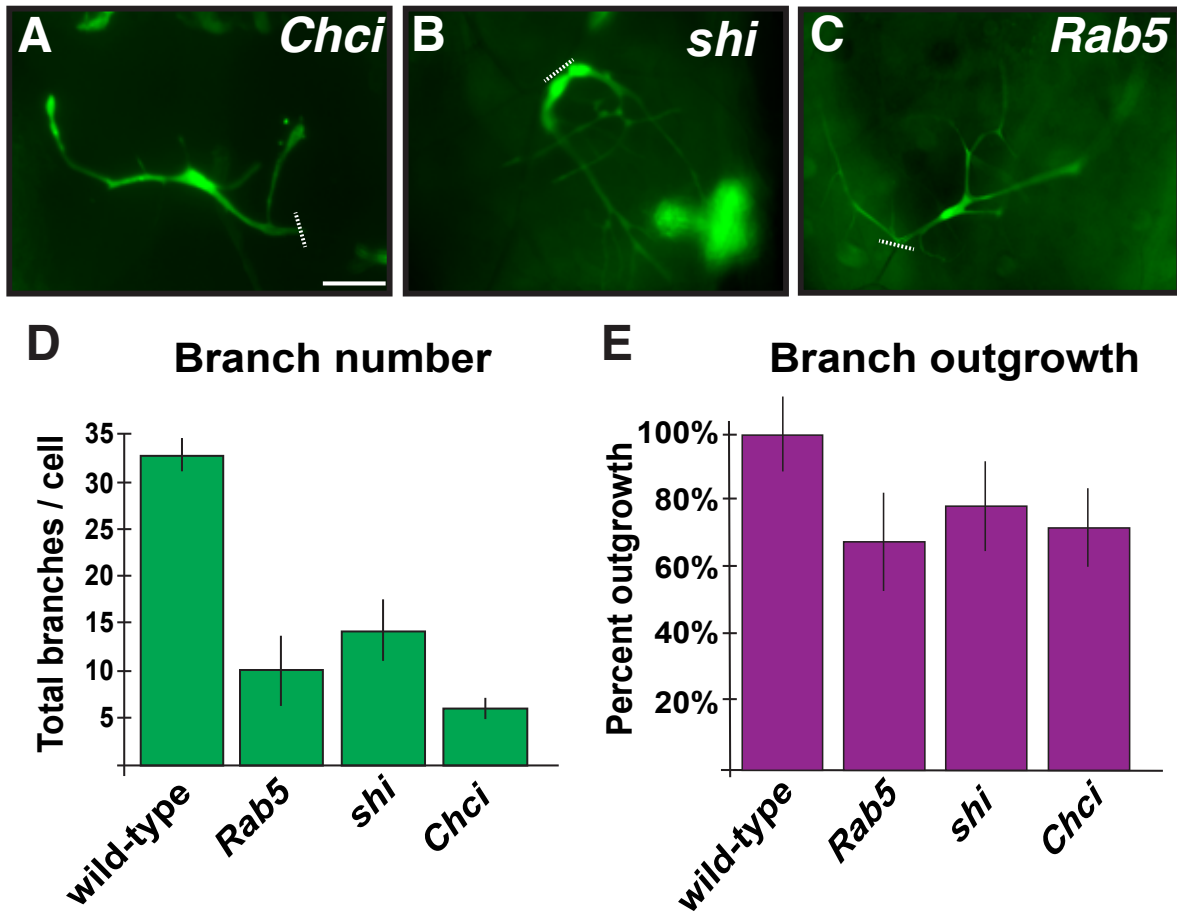 A
Chci
B
shi
C
Rab5
D
Branch number
Total branches / cell
35
30
25
20
15
10
5
wild-type
Rab5
shi
Chci
E
Branch outgrowth
Percent outgrowth
100%
80%
60%
40%
20%
wild-type
Rab5
shi
Chci